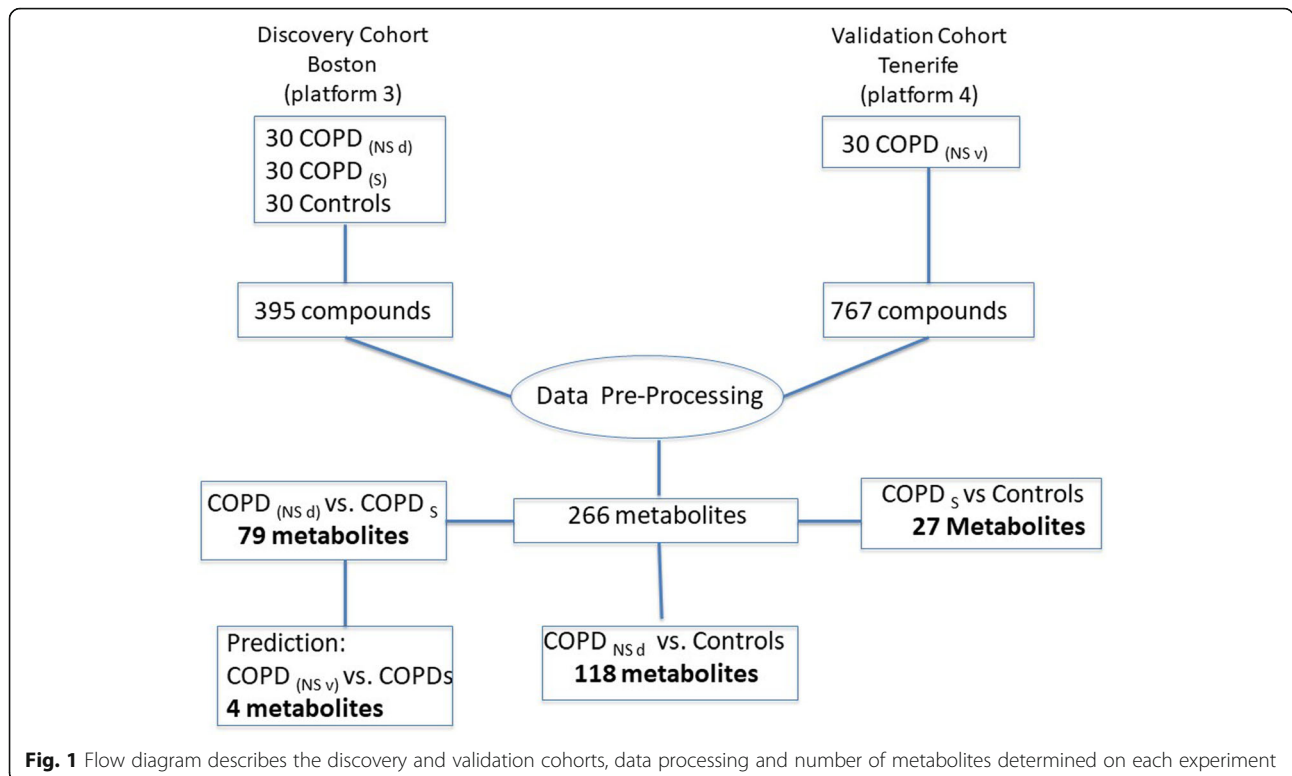 Discovery Cohort
Boston
(platform 3)
30 COPD (NS d)
30 COPD (S)
30 Controls
395 compounds
Validation Cohort
Tenerife
(platform 4)
30 COPD (NS v)
767 compounds
Data Pre-Processing
COPD (NS d) vs. COPD S
79 metabolites
266 metabolites
COPD S vs Controls
27 Metabolites
Prediction:
COPD (NS v) vs. COPDs
4 metabolites
COPD NS d vs. Controls
118 metabolites
Fig. 1 Flow diagram describes the discovery and validation cohorts, data processing and number of metabolites determined on each experiment